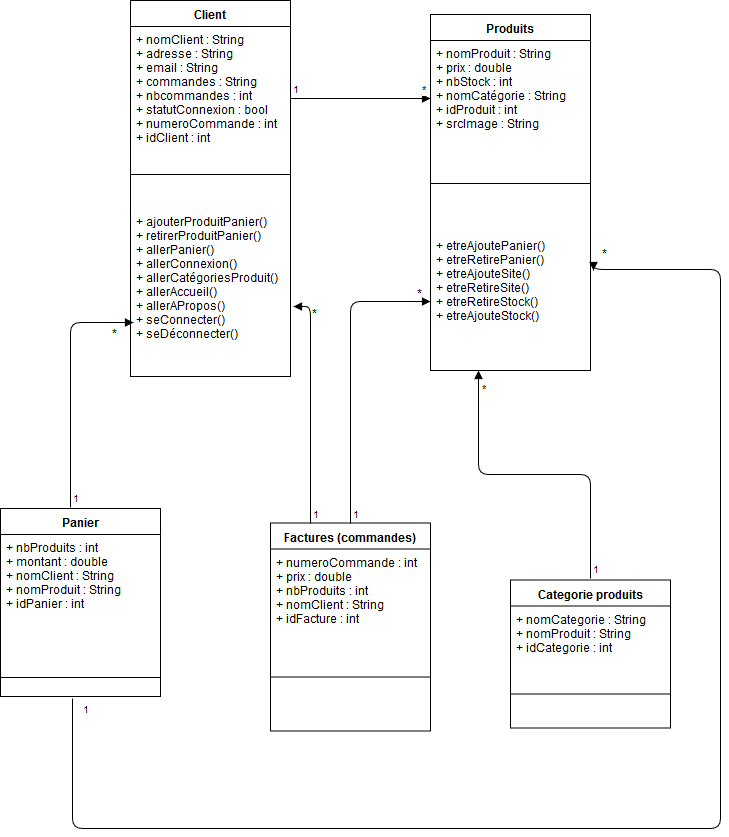 Client
+ nomClient : String
+ adresse : String
+ email : String
+ commandes : String
+ nbcommandes : int
+ statutConnexion : bool
+ numeroCommande : int
+ idClient : int
+ ajouterProduitPanier()
+ retirerProduitPanier()
+ allerPanier()
+ allerConnexion()
+ allerCatégoriesProduit()
+ allerAccueil()
+ allerAPropos()
+ seConnecter()
+ seDéconnecter()
1
*
Produits
+ nomProduit : String
+ prix : double
+ nbStock : int
+ nomCatégorie : String
+ idProduit : int
+ srcImage : String
+ etreAjoutePanier()
+ etreRetirePanier()
+ etreAjouteSite()
+ etreRetireSite()
+ etreRetireStock()
+ etreAjouteStock()
*
*
*
*
*
1
Panier
+ nbProduits : int
+ montant : double
+ nomClient : String
+ nomProduit : String
+ idPanier : int
1
1
1
Factures (commandes)
+ numeroCommande : int
+ prix : double
+ nbProduits : int
+ nomClient : String
+ idFacture : int
1
Categorie produits
+ nomCategorie : String
+ nomProduit : String
+ idCategorie : int